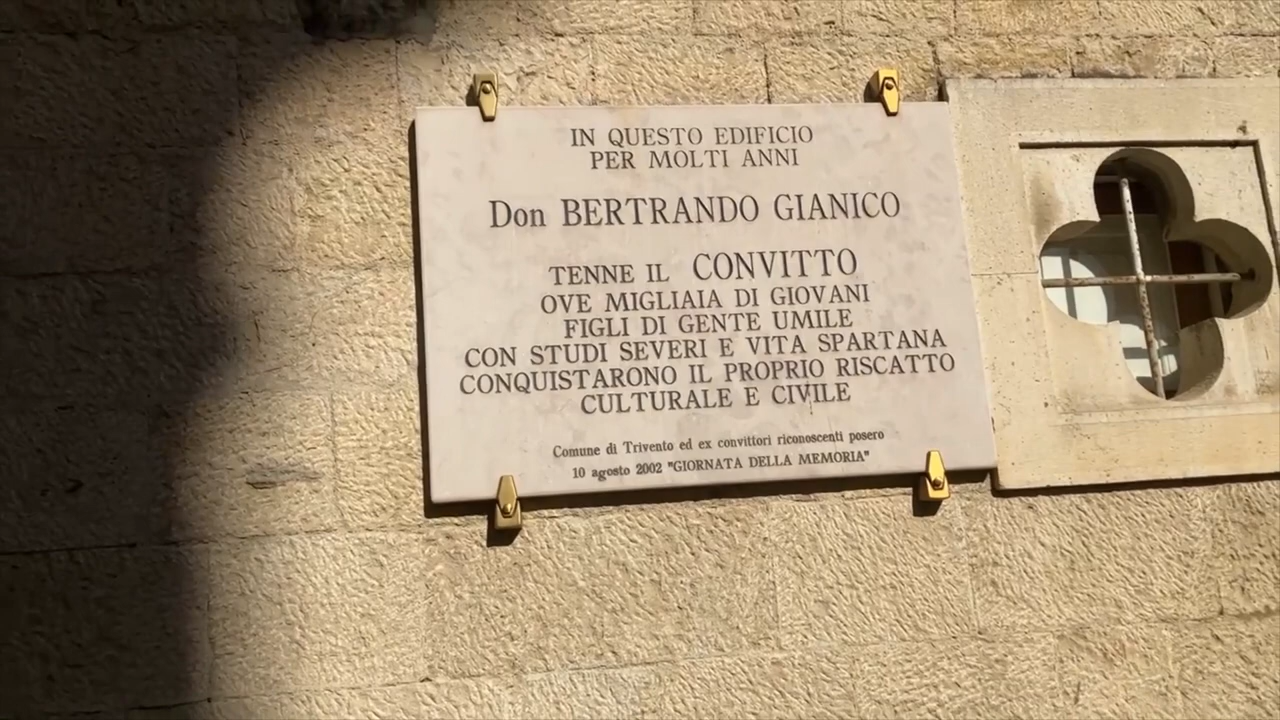 IN QUESTO EDIFICIO
PER MOLTI ANNI
Don BERTRANDO GIANICO
TENNE IL CONVITTO
OVE MIGLIAIA DI GIOVANI
FIGLI DI GENTE UMILE
CON STUDI SEVERI E VITA SPARTANA
CONQUISTARONO IL PROPRIO RISCATTO
CULTURALE E CIVILE
Comune di Trivento ed ex convittori riconoscenti posero
10 agosto 2002 "GIORNATA DELLA MEMORIA"